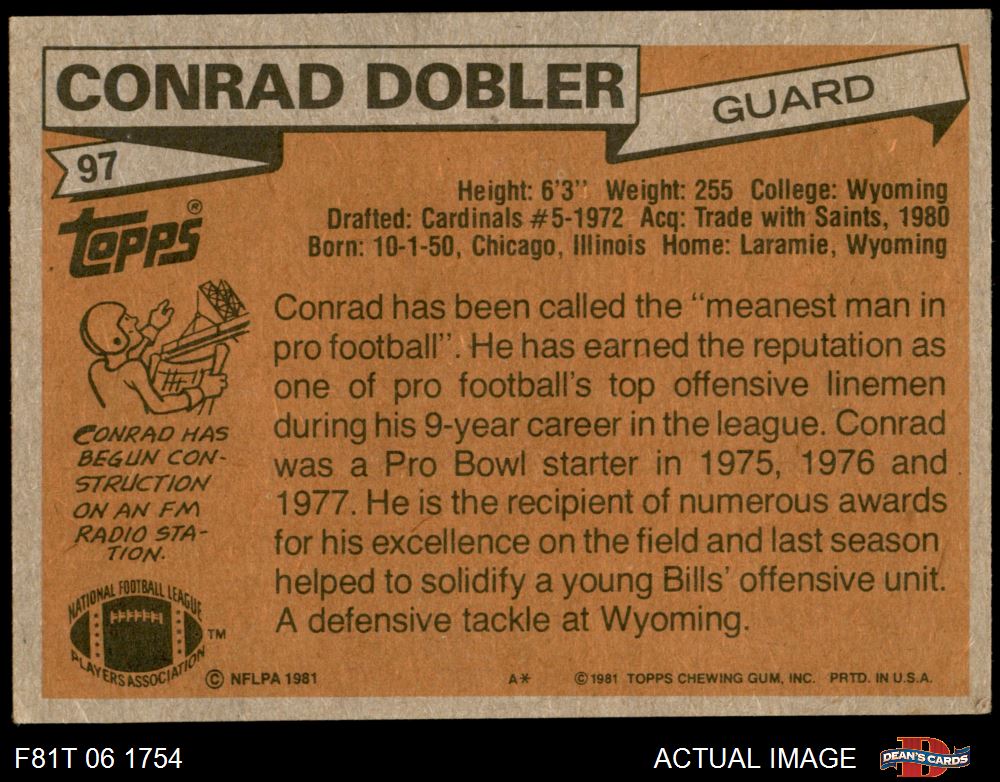 CONRAD DOBLER
GUARD
97
TOPPS®
Height: 6'3" Weight: 255 College: Wyoming
Drafted: Cardinals #5-1972 Acq: Trade with Saints, 1980
Born: 10-1-50, Chicago, Illinois Home: Laramie, Wyoming
Conrad has been called the "meanest man in
pro football". He has earned the reputation as
one of pro football's top offensive linemen
during his 9-year career in the league. Conrad
was a Pro Bowl starter in 1975, 1976 and
1977. He is the recipient of numerous awards
for his excellence on the field and last season
helped to solidify a young Bills' offensive unit.
A defensive tackle at Wyoming.
CONRAD HAS
BEGUN CON-
STRUCTION
ON AN FM
RADIO STA-
TION.
NATIONAL FOOTBALL LEAGUE
PLAYERS ASSOCIATION
TM
© NFLPA 1981
A*
© 1981 TOPPS CHEWING GUM, INC. PRTD. IN U.S.A.
F81T 06 1754
ACTUAL IMAGE
DEAN'S CARDS